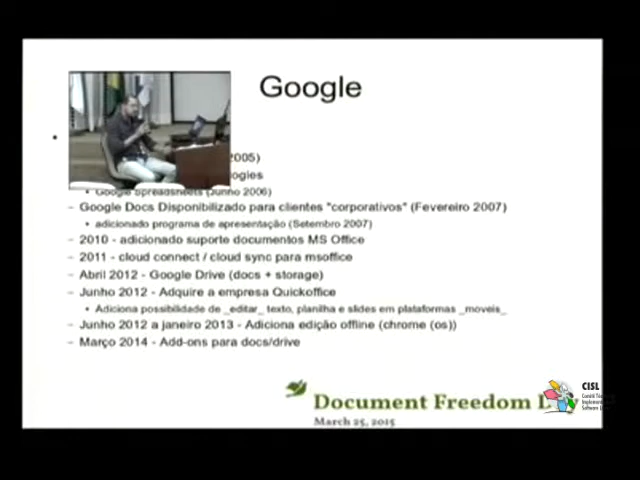 Google
2005)
ogies
Google Spreadsheets (Junho 2006)
– Google Docs Disponibilizado para clientes "corporativos" (Fevereiro 2007)
• adicionado programa de apresentação (Setembro 2007)
– 2010 - adicionado suporte documentos MS Office
– 2011 - cloud connect / cloud sync para msoffice
– Abril 2012 - Google Drive (docs + storage)
– Junho 2012 - Adquire a empresa Quickoffice
• Adiciona possibilidade de _editar_ texto, planilha e slides em plataformas _moveis_
– Junho 2012 a janeiro 2013 - Adiciona edição offline (chrome (os))
– Março 2014 - Add-ons para docs/drive
Document Freedom
March 25, 2015
CISL